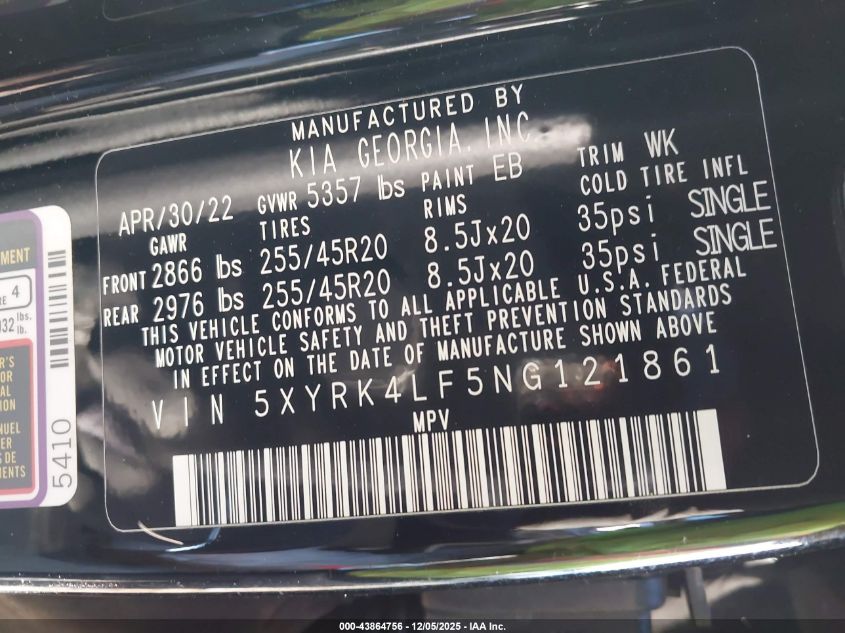 MANUFACTURED BY
KIA GEORGIA, INC
APR/30/22 GVWR 5357 lbs PAINT EB TRIM WK
GAWR TIRES RIMS COLD TIRE INFL
FRONT 2866 lbs 255/45R20 8.5Jx20 35psi SINGLE
REAR 2976 lbs 255/45R20 8.5Jx20 35psi SINGLE
THIS VEHICLE CONFORMS TO ALL APPLICABLE U.S.A. FEDERAL
MOTOR VEHICLE SAFETY AND THEFT PREVENTION STANDARDS
IN EFFECT ON THE DATE OF MANUFACTURE SHOWN ABOVE
VIN 5XYRK4LF5NG121861
MPV
4
lbs.
lb.
5410
000-43864756 - 12/05/2025 - IAA Inc.